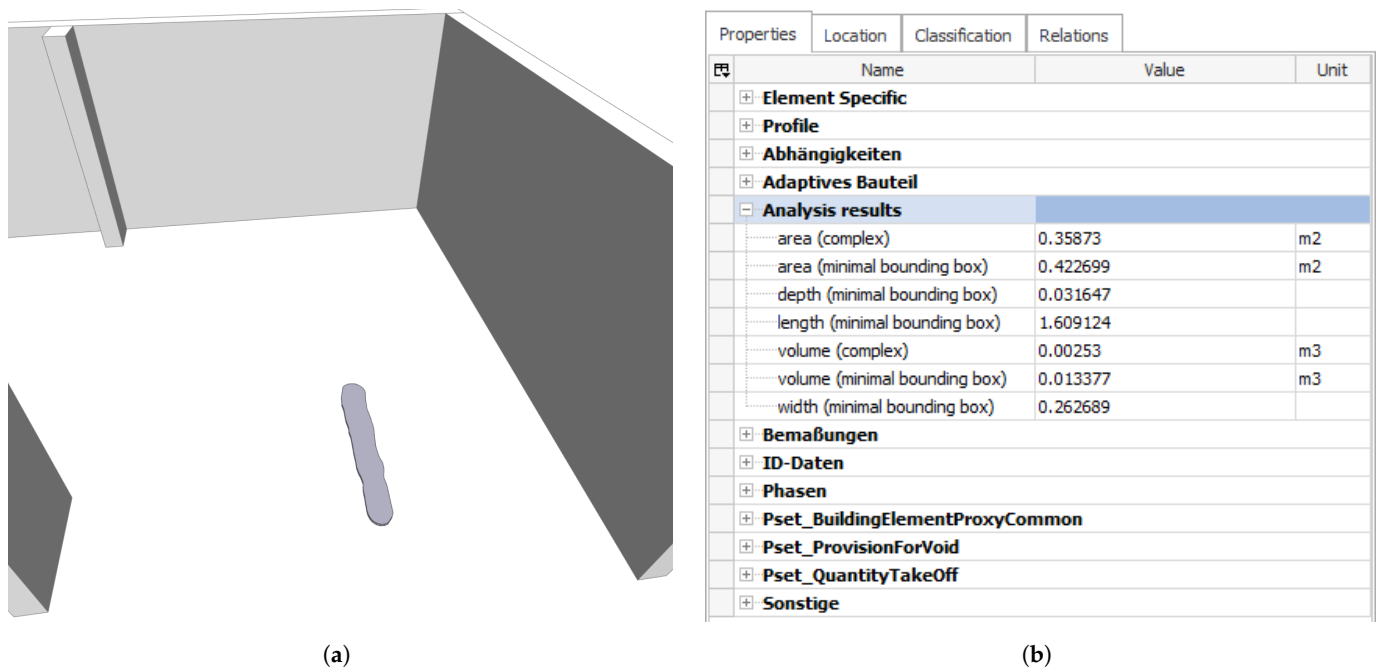 Properties Location Classification Relations
Name Value Unit
Element Specific
Profile
Abhängigkeiten
Adaptives Bauteil
Analysis results
area (complex) 0.35873 m2
area (minimal bounding box) 0.422699 m2
depth (minimal bounding box) 0.031647
length (minimal bounding box) 1.609124
volume (complex) 0.00253 m3
volume (minimal bounding box) 0.013377 m3
width (minimal bounding box) 0.262689
Bemaßungen
ID-Daten
Phasen
Pset_BuildingElementProxyCommon
Pset_ProvisionForVoid
Pset_QuantityTakeOff
Sonstige
(a) (b)